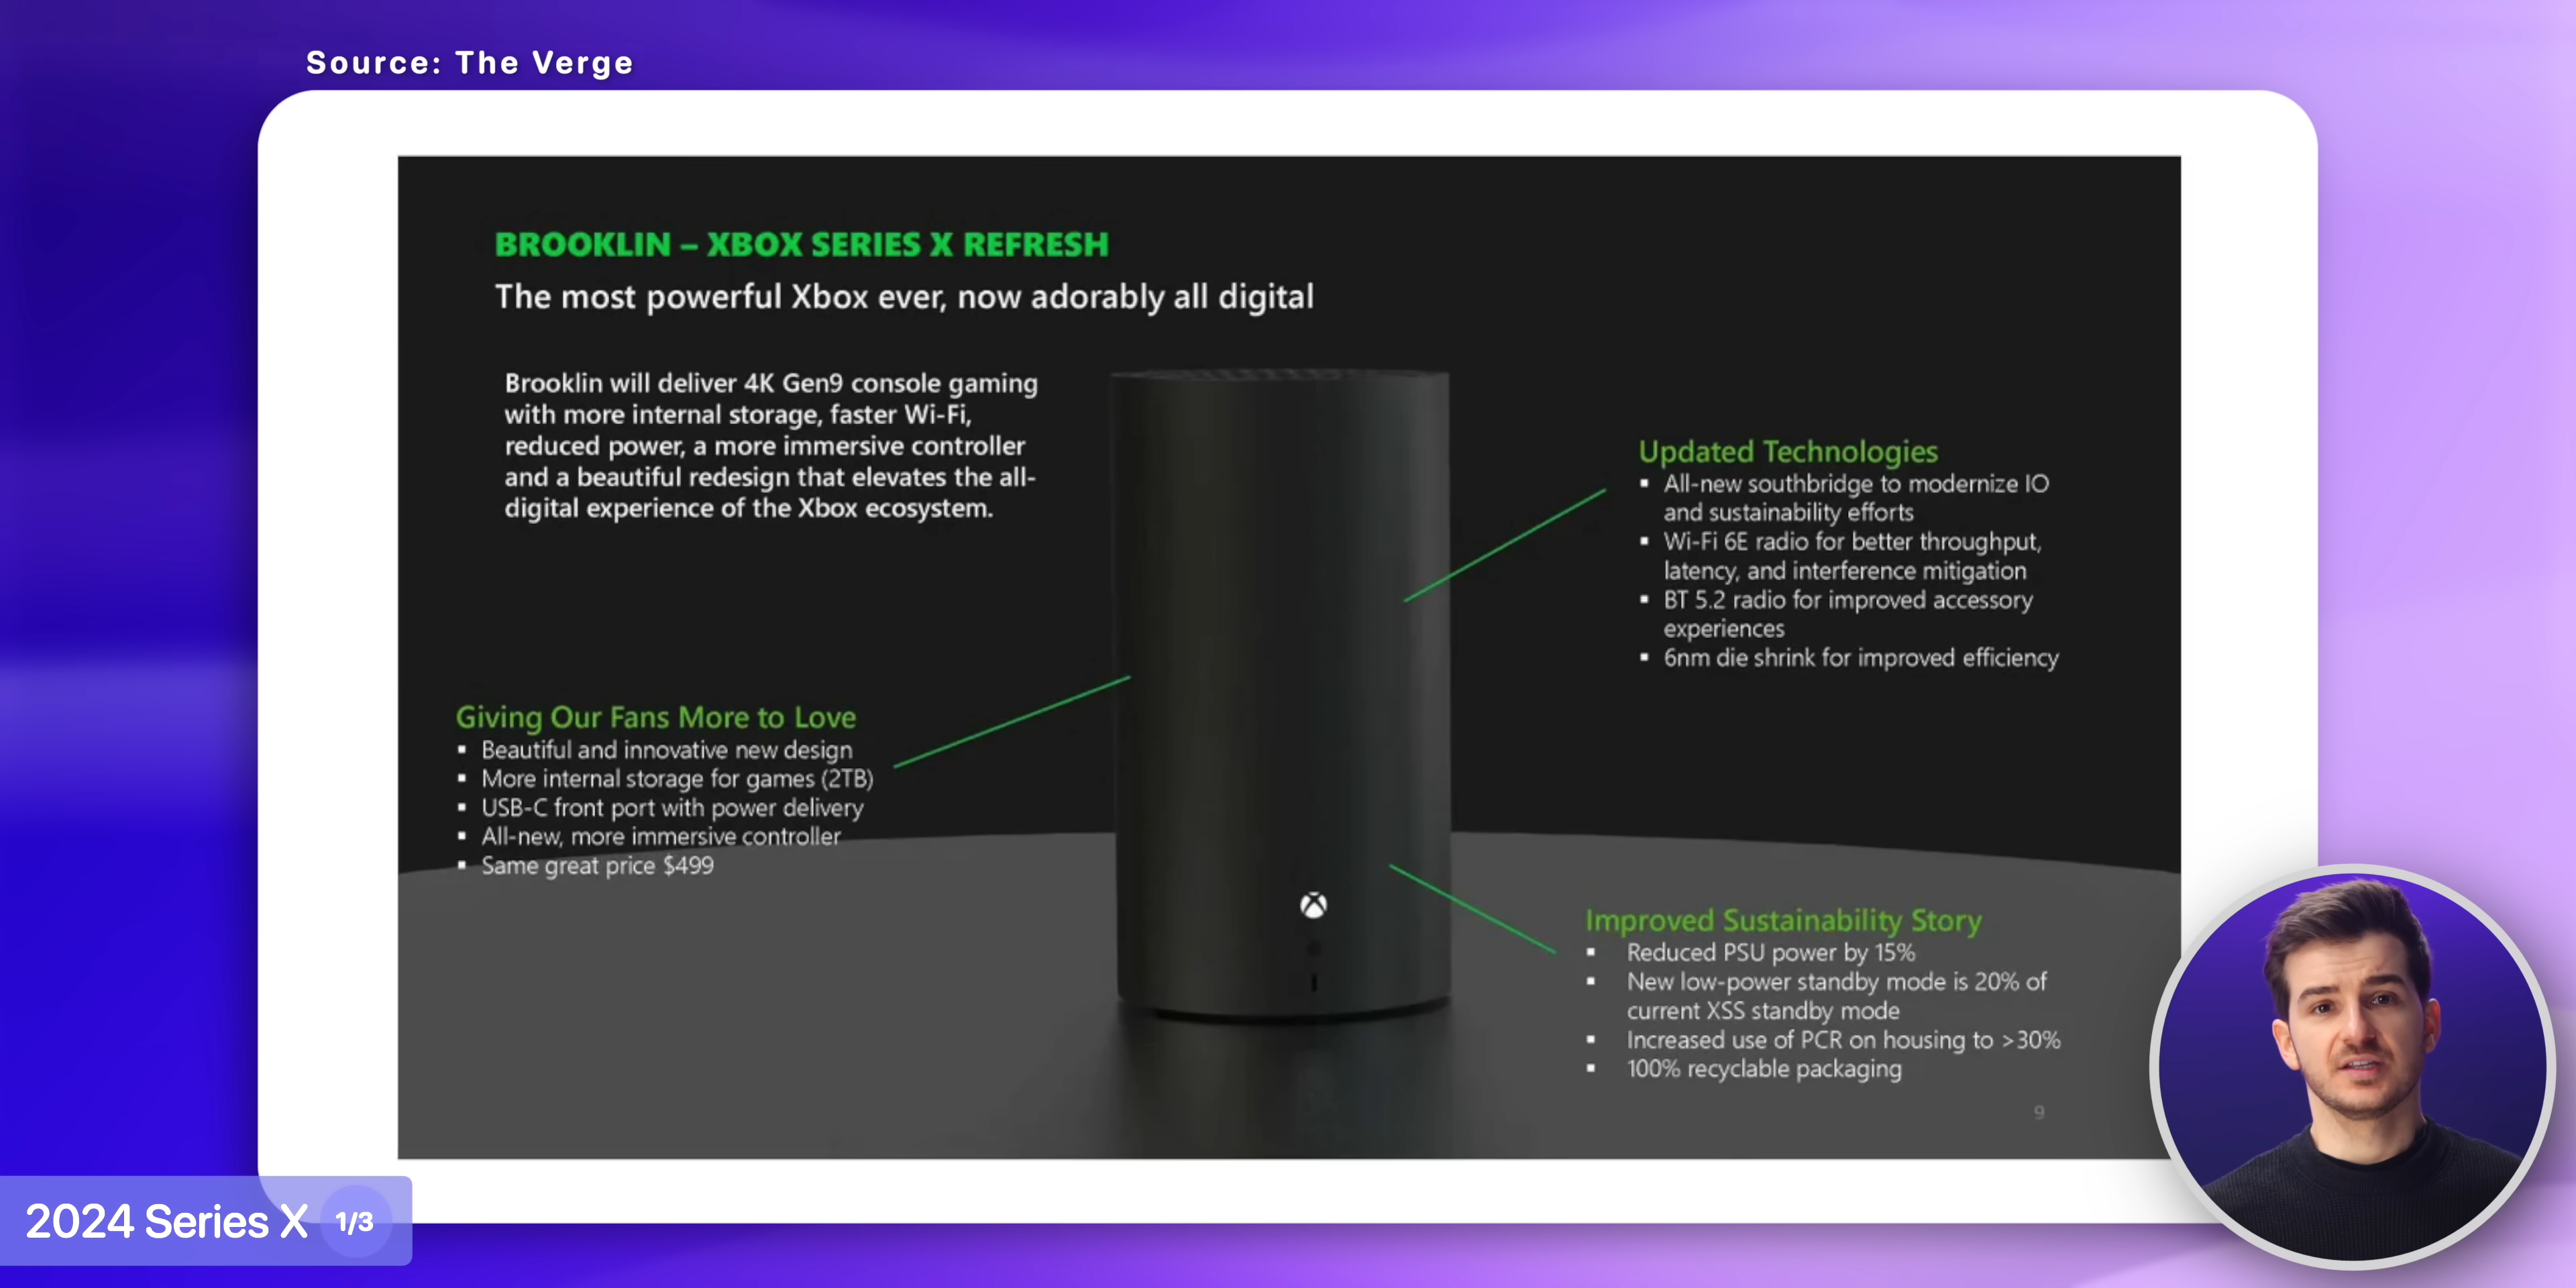 Source: The Verge
BROOKLIN – XBOX SERIES X REFRESH
The most powerful Xbox ever, now adorably all digital
Brooklin will deliver 4K Gen9 console gaming
with more internal storage, faster Wi-Fi,
reduced power, a more immersive controller
and a beautiful redesign that elevates the all-
digital experience of the Xbox ecosystem.
Updated Technologies
▪ All-new southbridge to modernize IO
and sustainability efforts
▪ Wi-Fi 6E radio for better throughput,
latency, and interference mitigation
▪ BT 5.2 radio for improved accessory
experiences
▪ 6nm die shrink for improved efficiency
Giving Our Fans More to Love
▪ Beautiful and innovative new design
▪ More internal storage for games (2TB)
▪ USB-C front port with power delivery
▪ All-new, more immersive controller
▪ Same great price $499
Improved Sustainability Story
▪ Reduced PSU power by 15%
▪ New low-power standby mode is 20% of
current XSS standby mode
▪ Increased use of PCR on housing to >30%
▪ 100% recyclable packaging
9
2024 Series X 1/3